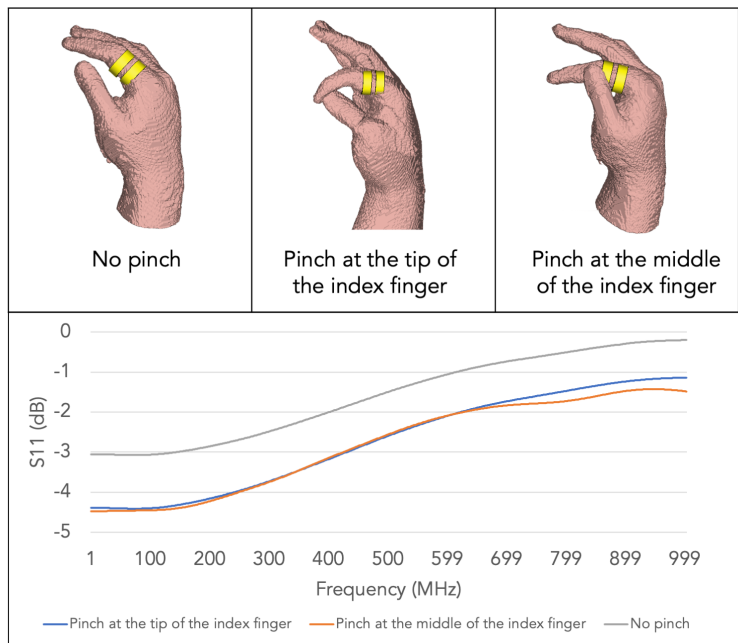 No pinch
Pinch at the tip of
the index finger
Pinch at the middle
of the index finger
0
-1
-2
-3
-4
-5
S11 (dB)
1 100 200 300 400 500 599 699 799 899 999
Frequency (MHz)
Pinch at the tip of the index finger Pinch at the middle of the index finger No pinch